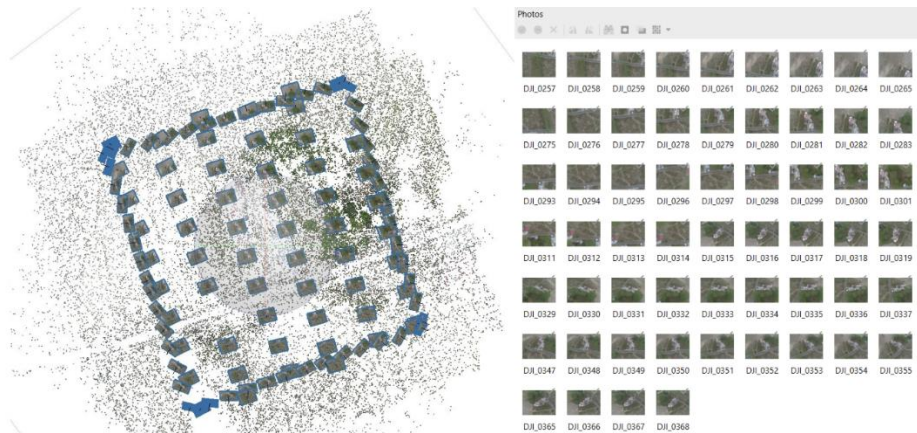 Photos
DJI_0257 DJI_0258 DJI_0259 DJI_0260 DJI_0261 DJI_0262 DJI_0263 DJI_0264 DJI_0265
DJI_0275 DJI_0276 DJI_0277 DJI_0278 DJI_0279 DJI_0280 DJI_0281 DJI_0282 DJI_0283
DJI_0293 DJI_0294 DJI_0295 DJI_0296 DJI_0297 DJI_0298 DJI_0299 DJI_0300 DJI_0301
DJI_0311 DJI_0312 DJI_0313 DJI_0314 DJI_0315 DJI_0316 DJI_0317 DJI_0318 DJI_0319
DJI_0329 DJI_0330 DJI_0331 DJI_0332 DJI_0333 DJI_0334 DJI_0335 DJI_0336 DJI_0337
DJI_0347 DJI_0348 DJI_0349 DJI_0350 DJI_0351 DJI_0352 DJI_0353 DJI_0354 DJI_0355
DJI_0365 DJI_0366 DJI_0367 DJI_0368